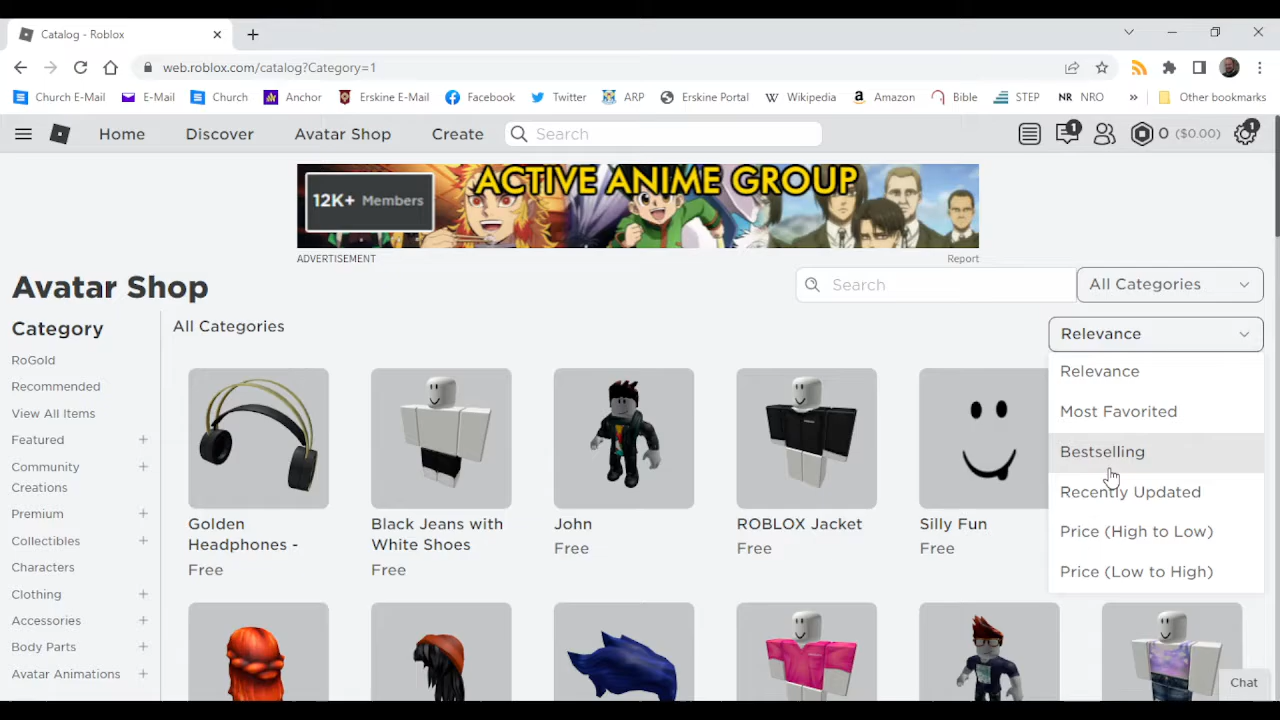 Catalog - Roblox
web.roblox.com/catalog?Category=1
Church E-Mail E-Mail Church Anchor Erskine E-Mail Facebook Twitter ARP Erskine Portal Wikipedia Amazon Bible STEP NR NRO » Other bookmarks
Home Discover Avatar Shop Create Search 1 0 ($0.00) 1
12K+ Members ACTIVE ANIME GROUP
ADVERTISEMENT Report
Avatar Shop
Search All Categories
Category
All Categories
Relevance
RoGold
Recommended
View All Items
Featured +
Community Creations +
Premium +
Collectibles +
Characters
Clothing +
Accessories +
Body Parts +
Avatar Animations +
Relevance
Most Favorited
Bestselling
Recently Updated
Price (High to Low)
Price (Low to High)
Golden Headphones -
Free
Black Jeans with White Shoes
Free
John
Free
ROBLOX Jacket
Free
Silly Fun
Free
Chat